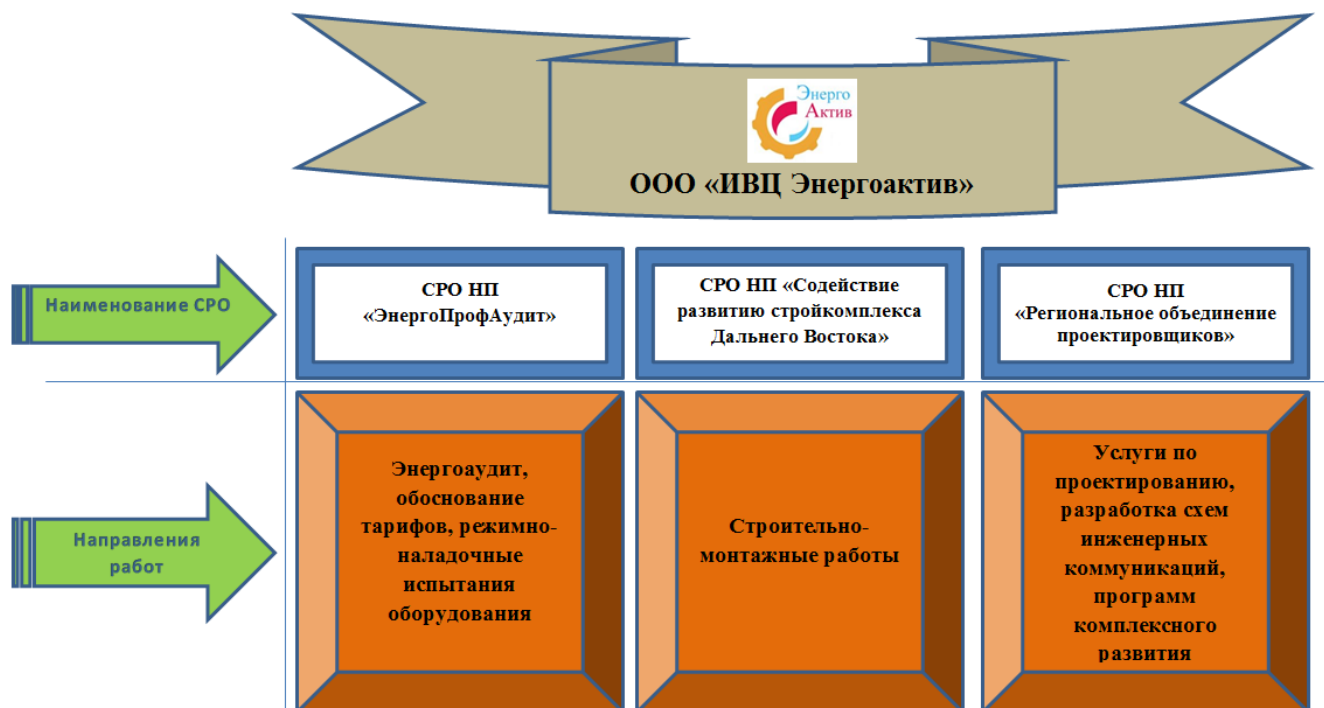 Энерго
Актив
ООО «ИВЦ Энергоактив»
Наименование СРО
СРО НП
«ЭнергоПрофАудит»
СРО НП «Содействие
развитию стройкомплекса
Дальнего Востока»
СРО НП
«Региональное объединение
проектировщиков»
Направления
работ
Энергоаудит,
обоснование
тарифов, режимно-
наладочные
испытания
оборудования
Строительно-
монтажные работы
Услуги по
проектированию,
разработка схем
инженерных
коммуникаций,
программ
комплексного
развития